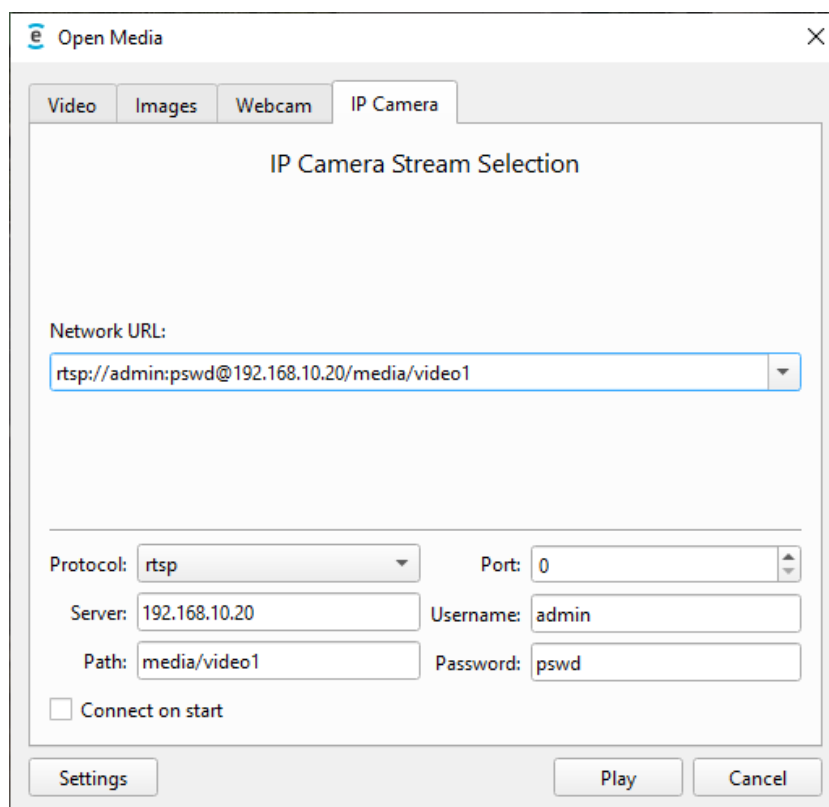 Open Media
Video Images Webcam IP Camera
IP Camera Stream Selection
Network URL:
rtsp://admin:pswd@192.168.10.20/media/video1
Protocol: rtsp Port: 0
Server: 192.168.10.20 Username: admin
Path: media/video1 Password: pswd
Connect on start
Settings Play Cancel